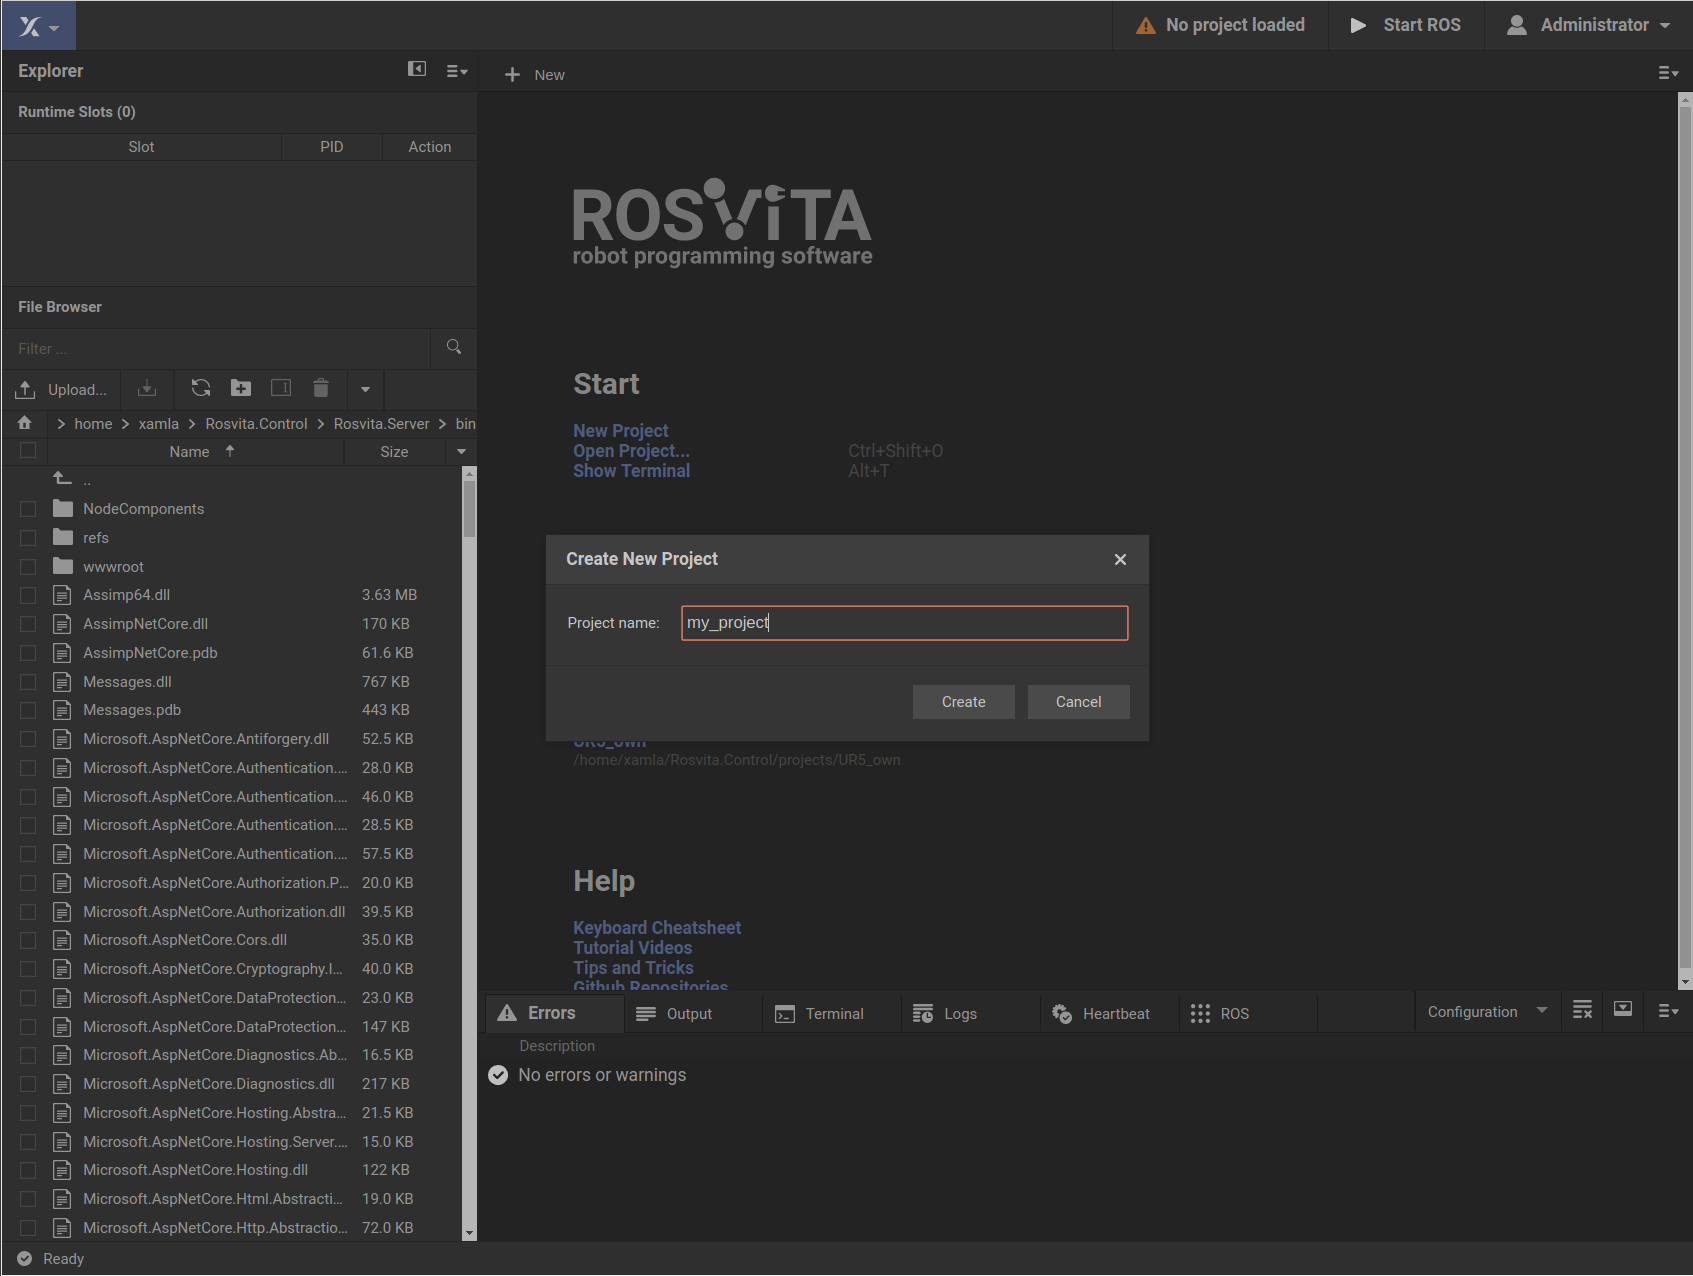 No project loaded
Start ROS
Administrator
Explorer
New
Runtime Slots (0)
Slot PID Action
ROSViTA
robot programming software
File Browser
Filter ...
Upload...
> home > xamla > Rosvita.Control > Rosvita.Server > bin
Name Size
..
NodeComponents
refs
wwwroot
Assimp64.dll 3.63 MB
AssimpNetCore.dll 170 KB
AssimpNetCore.pdb 61.6 KB
Messages.dll 767 KB
Messages.pdb 443 KB
Microsoft.AspNetCore.Antiforgery.dll 52.5 KB
Microsoft.AspNetCore.Authentication.... 28.0 KB
Microsoft.AspNetCore.Authentication.... 46.0 KB
Microsoft.AspNetCore.Authentication.... 28.5 KB
Microsoft.AspNetCore.Authentication.... 57.5 KB
Microsoft.AspNetCore.Authorization.P... 20.0 KB
Microsoft.AspNetCore.Authorization.dll 39.5 KB
Microsoft.AspNetCore.Cors.dll 35.0 KB
Microsoft.AspNetCore.Cryptography.I... 40.0 KB
Microsoft.AspNetCore.DataProtection... 23.0 KB
Microsoft.AspNetCore.DataProtection... 147 KB
Microsoft.AspNetCore.Diagnostics.Ab... 16.5 KB
Microsoft.AspNetCore.Diagnostics.dll 217 KB
Microsoft.AspNetCore.Hosting.Abstra... 21.5 KB
Microsoft.AspNetCore.Hosting.Server.... 15.0 KB
Microsoft.AspNetCore.Hosting.dll 122 KB
Microsoft.AspNetCore.Html.Abstracti... 19.0 KB
Microsoft.AspNetCore.Http.Abstractio... 72.0 KB
Start
New Project
Open Project... Ctrl+Shift+O
Show Terminal Alt+T
Create New Project
Project name: my_project
Create Cancel
UR5_own
/home/xamla/Rosvita.Control/projects/UR5_own
Help
Keyboard Cheatsheet
Tutorial Videos
Tips and Tricks
Github Repositories
Errors Output Terminal Logs Heartbeat ROS Configuration
Description
No errors or warnings
Ready